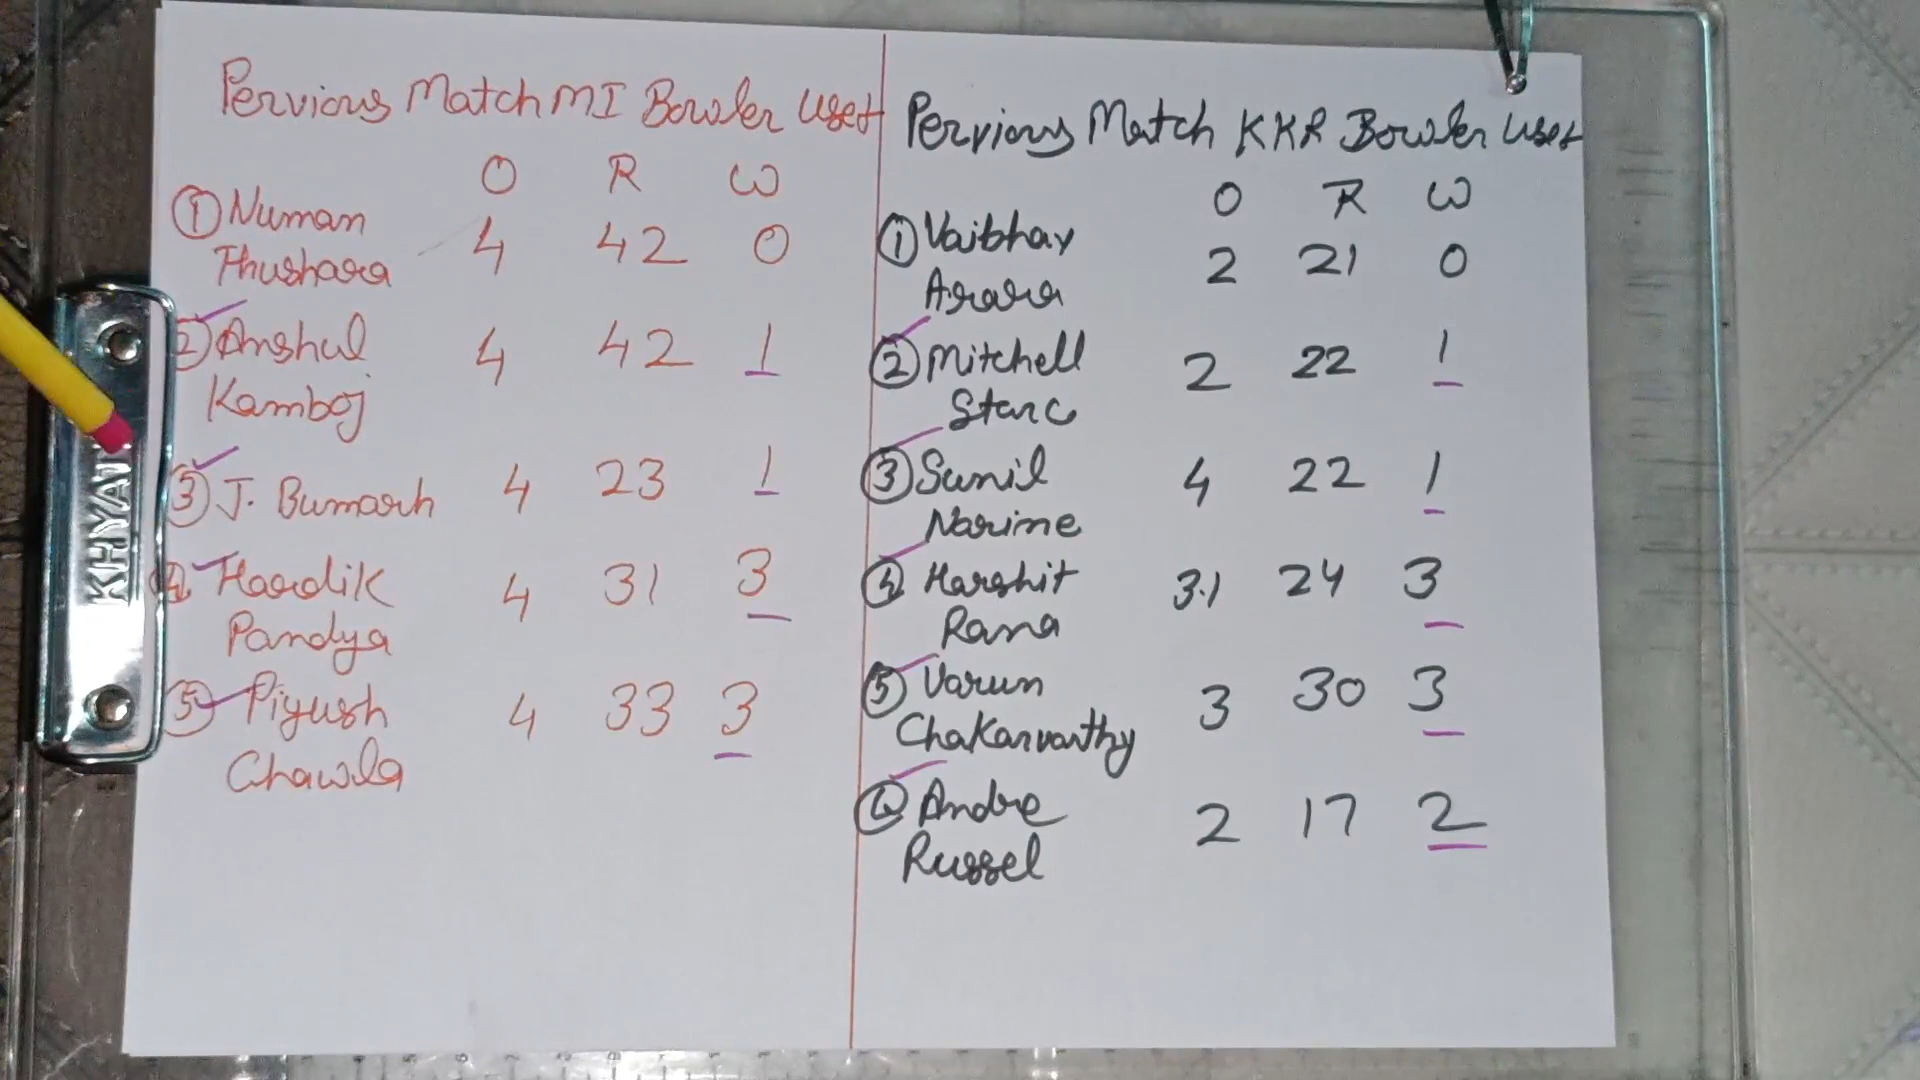 Pervious Match MI Bowler Used
O R W
① Numan
Thushara 4 42 0
② Anshul
Kamboj 4 42 1
③ J. Bumarh 4 23 1
④ Hardik
Pandya 4 31 3
⑤ Piyush
Chawla 4 33 3
Pervious Match KKR Bowler Used
O R W
① Vaibhav
Arara 2 21 0
② Mitchell
Starc 2 22 1
③ Sunil
Narine 4 22 1
④ Harshit
Rana 3.1 24 3
⑤ Varun
Chakarvarthy 3 30 3
⑥ Andre
Russel 2 17 2